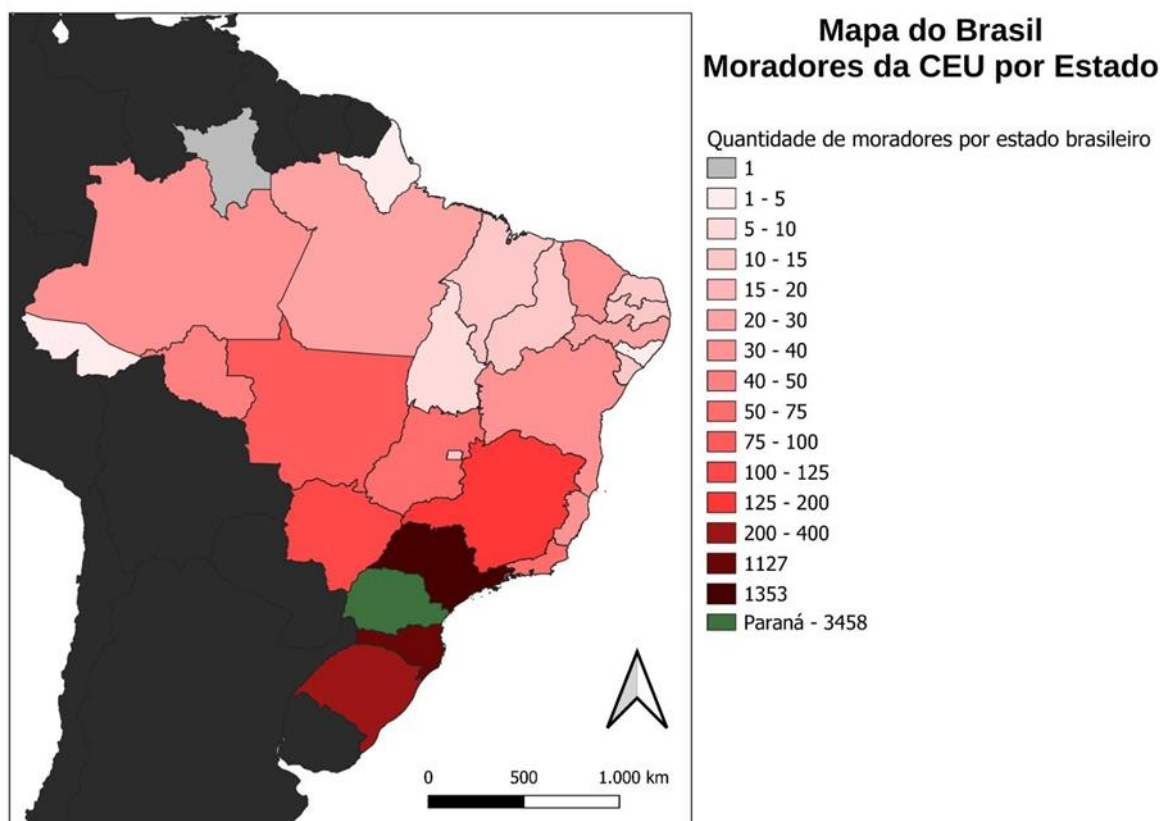 Mapa do Brasil
Moradores da CEU por Estado
Quantidade de moradores por estado brasileiro
1
1 - 5
5 - 10
10 - 15
15 - 20
20 - 30
30 - 40
40 - 50
50 - 75
75 - 100
100 - 125
125 - 200
200 - 400
1127
1353
Paraná - 3458
0 500 1.000 km